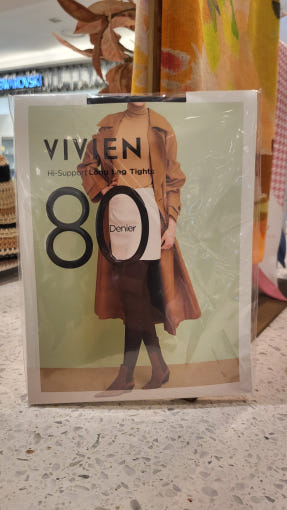 VIVIEN
Hi-Support Long Leg Tights
80
Denier